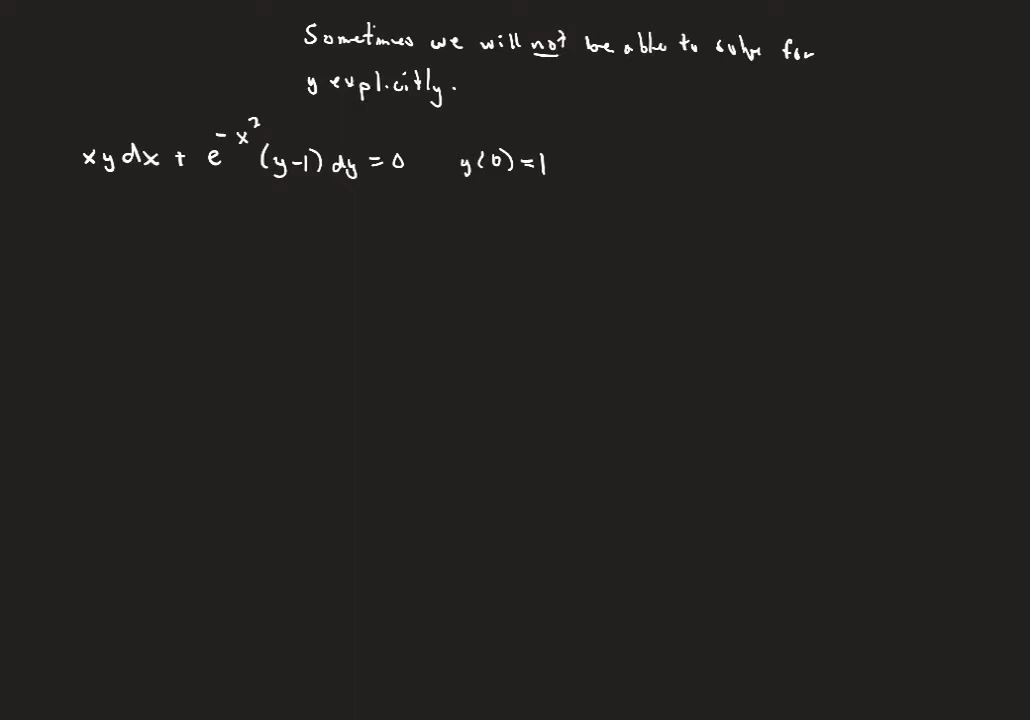 Sometimes we will not be able to solve for
y explicitly.
xy dx + e^{-x^2} (y-1) dy = 0 y(0) = 1